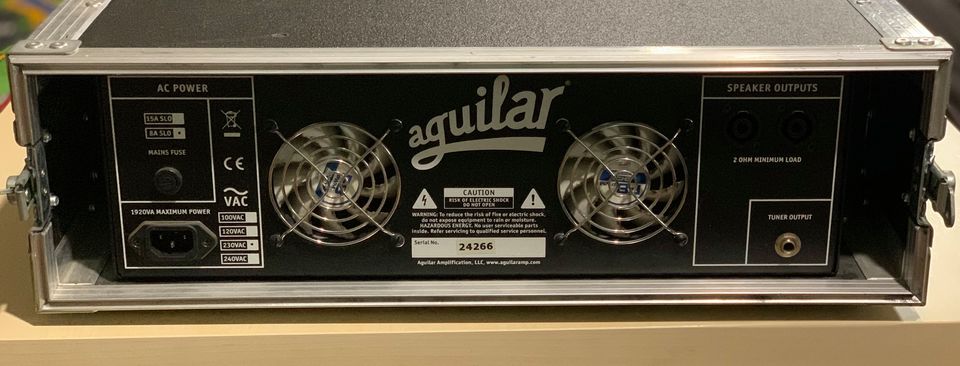 AC POWER
15A SLO
8A SLO
MAINS FUSE
CE
VAC
1920VA MAXIMUM POWER
100VAC
120VAC
230VAC
240VAC
aguilar
CAUTION
RISK OF ELECTRIC SHOCK
DO NOT OPEN
WARNING: To reduce the risk of fire or electric shock,
do not expose equipment to rain or moisture.
HAZARDOUS ENERGY. No user serviceable parts
inside. Refer servicing to qualified service personnel.
Serial No.
24266
Aguilar Amplification, LLC, www.aguilaramp.com
SPEAKER OUTPUTS
2 OHM MINIMUM LOAD
TUNER OUTPUT